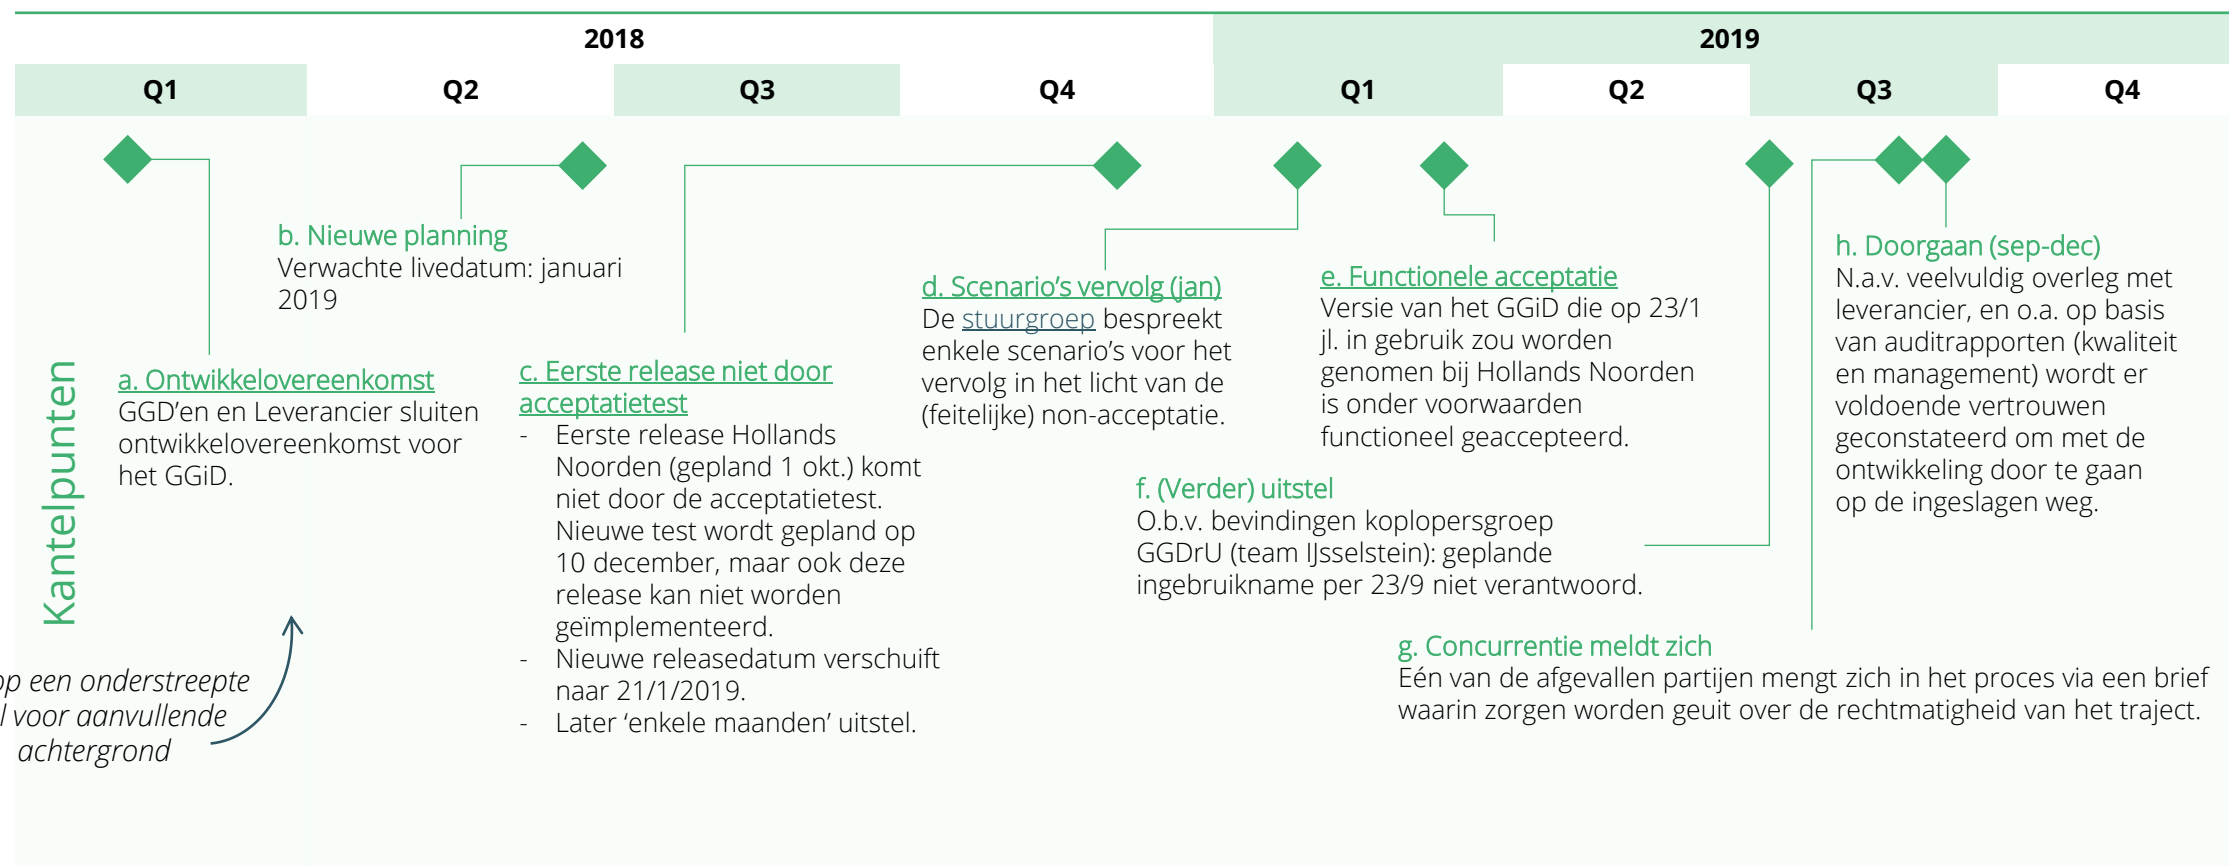 2018
2019
Q1
Q2
Q3
Q4
Q1
Q2
Q3
Q4
Kantelpunten
a. Ontwikkelovereenkomst
GGD’en en Leverancier sluiten
ontwikkelovereenkomst voor
het GGiD.
b. Nieuwe planning
Verwachte livedatum: januari
2019
c. Eerste release niet door
acceptatietest
- Eerste release Hollands
Noorden (gepland 1 okt.) komt
niet door de acceptatietest.
Nieuwe test wordt gepland op
10 december, maar ook deze
release kan niet worden
geïmplementeerd.
- Nieuwe releasedatum verschuift
naar 21/1/2019.
- Later ‘enkele maanden’ uitstel.
d. Scenario’s vervolg (jan)
De stuurgroep bespreekt
enkele scenario’s voor het
vervolg in het licht van de
(feitelijke) non-acceptatie.
e. Functionele acceptatie
Versie van het GGiD die op 23/1
jl. in gebruik zou worden
genomen bij Hollands Noorden
is onder voorwaarden
functioneel geaccepteerd.
f. (Verder) uitstel
O.b.v. bevindingen koplopersgroep
GGDrU (team IJsselstein): geplande
ingebruikname per 23/9 niet verantwoord.
g. Concurrentie meldt zich
Eén van de afgevallen partijen mengt zich in het proces via een brief
waarin zorgen worden geuit over de rechtmatigheid van het traject.
h. Doorgaan (sep-dec)
N.a.v. veelvuldig overleg met
leverancier, en o.a. op basis
van auditrapporten (kwaliteit
en management) wordt er
voldoende vertrouwen
geconstateerd om met de
ontwikkeling door te gaan
op de ingeslagen weg.
op een onderstreepte
l voor aanvullende
achtergrond